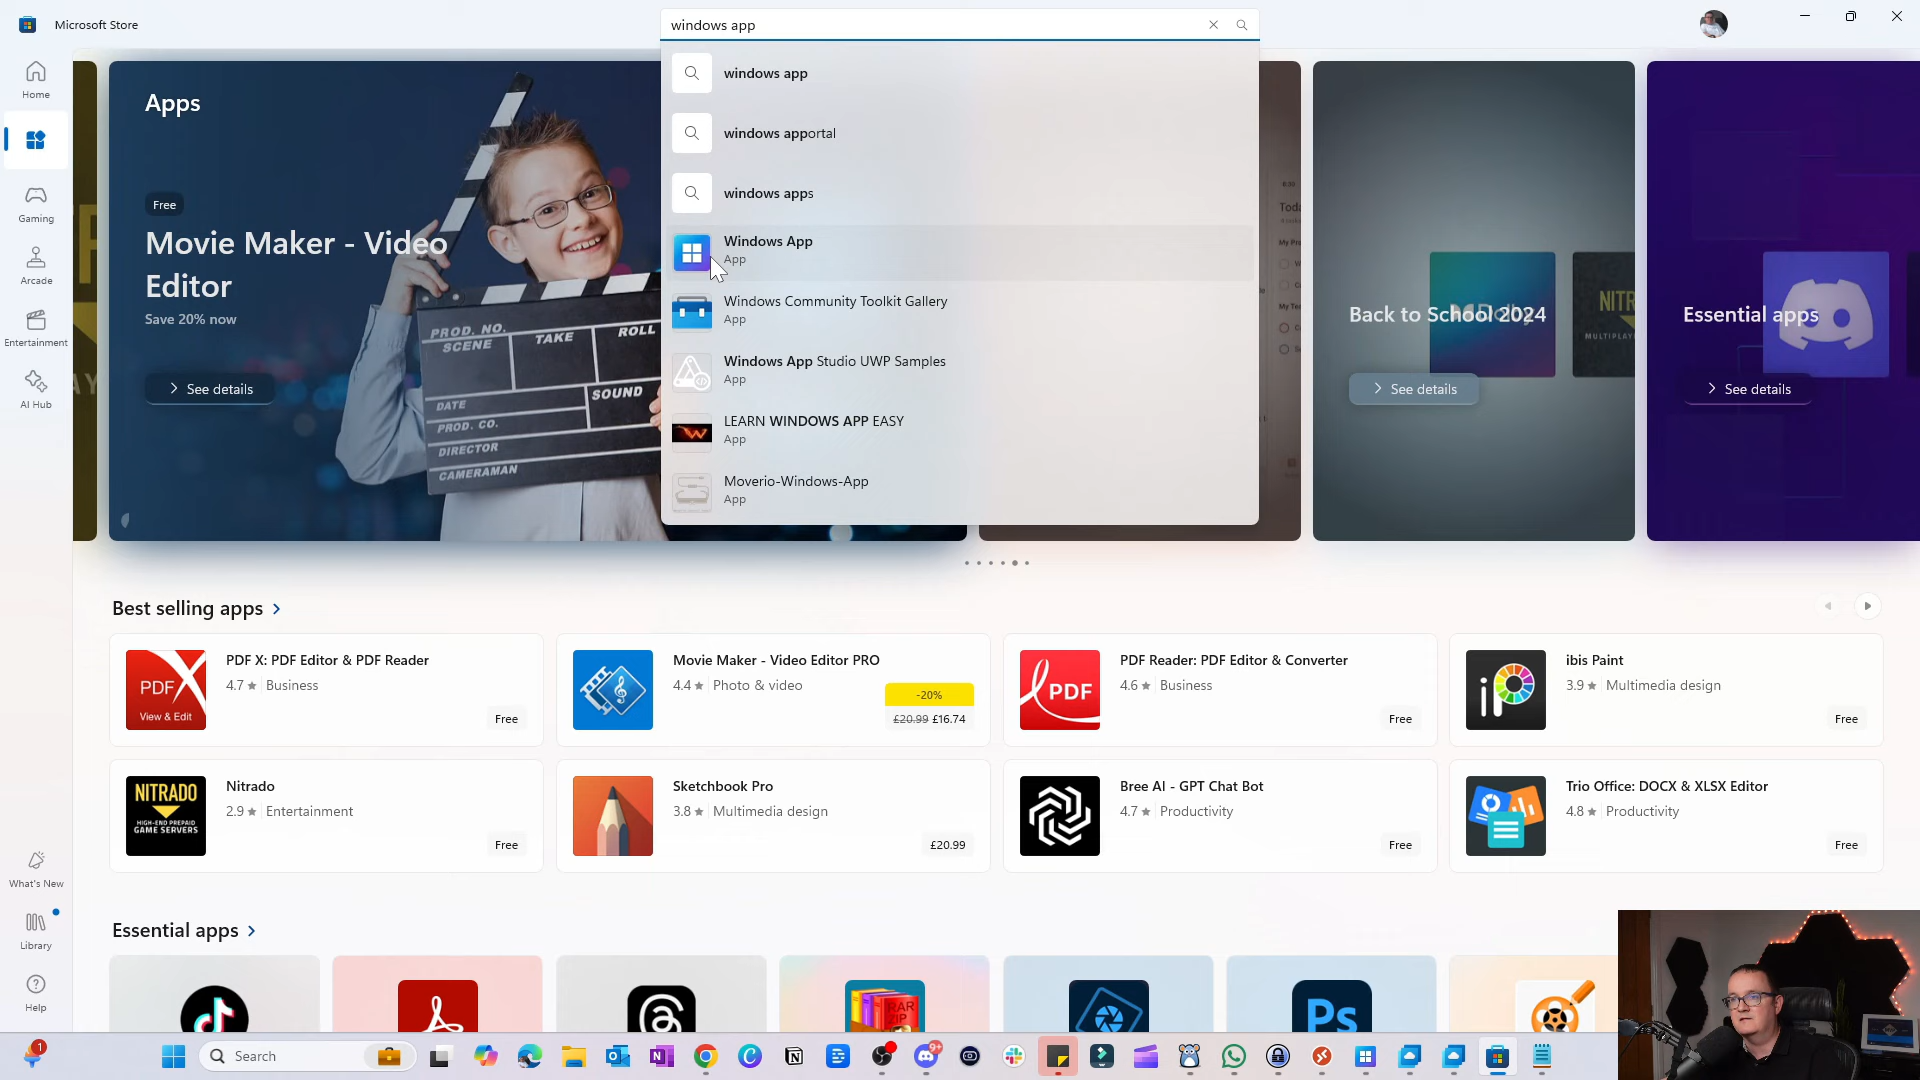 Microsoft Store
windows app
Home
Gaming
Arcade
Entertainment
AI Hub
What's New
Library
Help
Apps
Free
Movie Maker - Video
Editor
Save 20% now
See details
PROD. NO.
SCENE
TAKE
ROLL
SOUND
DATE
PROD. CO.
DIRECTOR
CAMERAMAN
windows app
windows apportal
windows apps
Windows App
App
Windows Community Toolkit Gallery
App
Windows App Studio UWP Samples
App
LEARN WINDOWS APP EASY
App
Moverio-Windows-App
App
Back to School 2024
See details
Essential apps
See details
Best selling apps
PDF X: PDF Editor & PDF Reader
4.7 ★ Business
Free
PDF
View & Edit
Movie Maker - Video Editor PRO
4.4 ★ Photo & video
-20%
£20.99 £16.74
PDF Reader: PDF Editor & Converter
4.6 ★ Business
Free
PDF
ibis Paint
3.9 ★ Multimedia design
Free
Nitrado
2.9 ★ Entertainment
Free
NITRADO
HIGH-END PREPAID
GAME SERVERS
Sketchbook Pro
3.8 ★ Multimedia design
£20.99
Bree AI - GPT Chat Bot
4.7 ★ Productivity
Free
Trio Office: DOCX & XLSX Editor
4.8 ★ Productivity
Free
Essential apps
RAR
ZIP
Ps
1
Search
9+